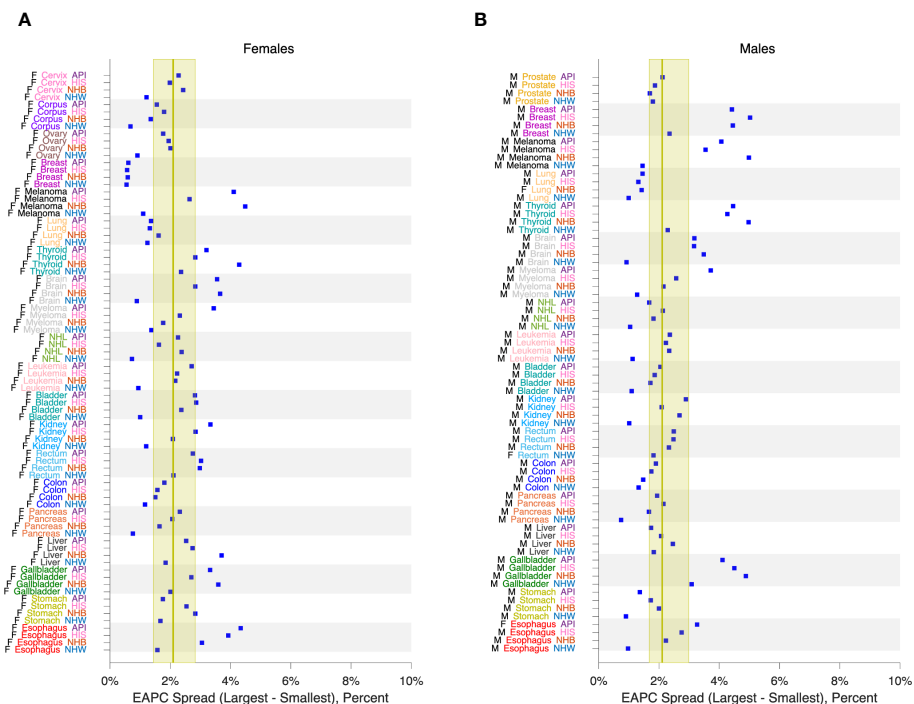 A
Females
F Cervix API
F Cervix HIS
F Cervix NHB
F Cervix NHW
F Corpus API
F Corpus HIS
F Corpus NHB
F Corpus NHW
F Ovary API
F Ovary HIS
F Ovary NHB
F Ovary NHW
F Breast API
F Breast HIS
F Breast NHB
F Breast NHW
F Melanoma API
F Melanoma HIS
F Melanoma NHB
F Melanoma NHW
F Lung API
F Lung HIS
F Lung NHB
F Lung NHW
F Thyroid API
F Thyroid HIS
F Thyroid NHB
F Thyroid NHW
F Brain API
F Brain HIS
F Brain NHB
F Brain NHW
F Myeloma API
F Myeloma HIS
F Myeloma NHB
F Myeloma NHW
F NHL API
F NHL HIS
F NHL NHB
F NHL NHW
F Leukemia API
F Leukemia HIS
F Leukemia NHB
F Leukemia NHW
F Bladder API
F Bladder HIS
F Bladder NHB
F Bladder NHW
F Kidney API
F Kidney HIS
F Kidney NHB
F Kidney NHW
F Rectum API
F Rectum HIS
F Rectum NHB
F Rectum NHW
F Colon API
F Colon HIS
F Colon NHB
F Colon NHW
F Pancreas API
F Pancreas HIS
F Pancreas NHB
F Pancreas NHW
F Liver API
F Liver HIS
F Liver NHB
F Liver NHW
F Gallbladder API
F Gallbladder HIS
F Gallbladder NHB
F Gallbladder NHW
F Stomach API
F Stomach HIS
F Stomach NHB
F Stomach NHW
F Esophagus API
F Esophagus HIS
F Esophagus NHB
F Esophagus NHW
0% 2% 4% 6% 8% 10%
EAPC Spread (Largest - Smallest), Percent
B
Males
M Prostate API
M Prostate HIS
M Prostate NHB
M Prostate NHW
M Breast API
M Breast HIS
M Breast NHB
M Breast NHW
M Melanoma API
M Melanoma HIS
M Melanoma NHB
M Melanoma NHW
M Lung API
M Lung HIS
F Lung NHB
M Lung NHW
M Thyroid API
M Thyroid HIS
M Thyroid NHB
M Thyroid NHW
M Brain API
M Brain HIS
M Brain NHB
M Brain NHW
M Myeloma API
M Myeloma HIS
M Myeloma NHB
M Myeloma NHW
M NHL API
M NHL HIS
M NHL NHB
M NHL NHW
M Leukemia API
M Leukemia HIS
M Leukemia NHB
M Leukemia NHW
M Bladder API
M Bladder HIS
M Bladder NHB
M Bladder NHW
M Kidney API
M Kidney HIS
M Kidney NHB
M Kidney NHW
M Rectum API
M Rectum HIS
M Rectum NHB
F Rectum NHW
M Colon API
M Colon HIS
M Colon NHB
M Colon NHW
M Pancreas API
M Pancreas HIS
M Pancreas NHB
M Pancreas NHW
M Liver API
M Liver HIS
M Liver NHB
M Liver NHW
M Gallbladder API
M Gallbladder HIS
M Gallbladder NHB
M Gallbladder NHW
M Stomach API
M Stomach HIS
M Stomach NHB
M Stomach NHW
F Esophagus API
M Esophagus HIS
M Esophagus NHB
M Esophagus NHW
0% 2% 4% 6% 8% 10%
EAPC Spread (Largest - Smallest), Percent